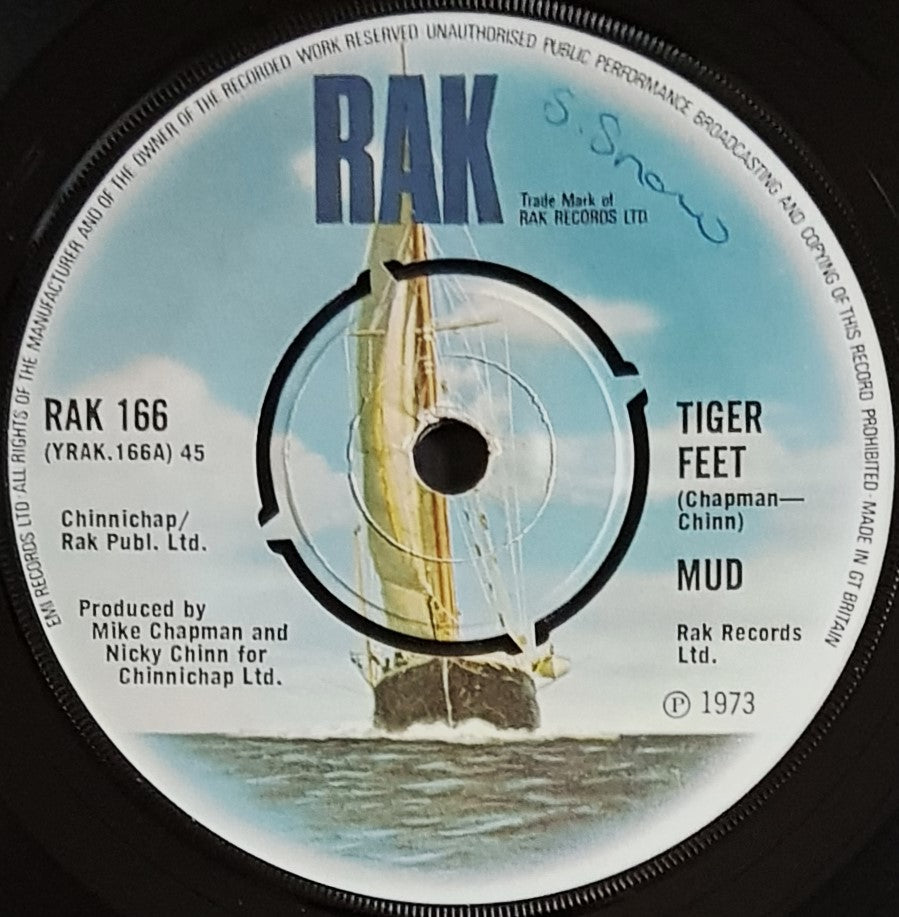 EMI RECORDS LTD·ALL RIGHTS OF THE MANUFACTURER AND OF THE OWNER OF THE RECORDED WORK RESERVED UNAUTHORISED PUBLIC PERFORMANCE BROADCASTING AND COPYING OF THIS RECORD PROHIBITED·MADE IN GT BRITAIN
RAK
S. Snow
Trade Mark of
RAK RECORDS LTD
RAK 166
(YRAK.166A) 45
Chinnichap/
Rak Publ. Ltd.
Produced by
Mike Chapman and
Nicky Chinn for
Chinnichap Ltd.
TIGER
FEET
(Chapman—
Chinn)
MUD
Rak Records
Ltd.
Ⓟ 1973